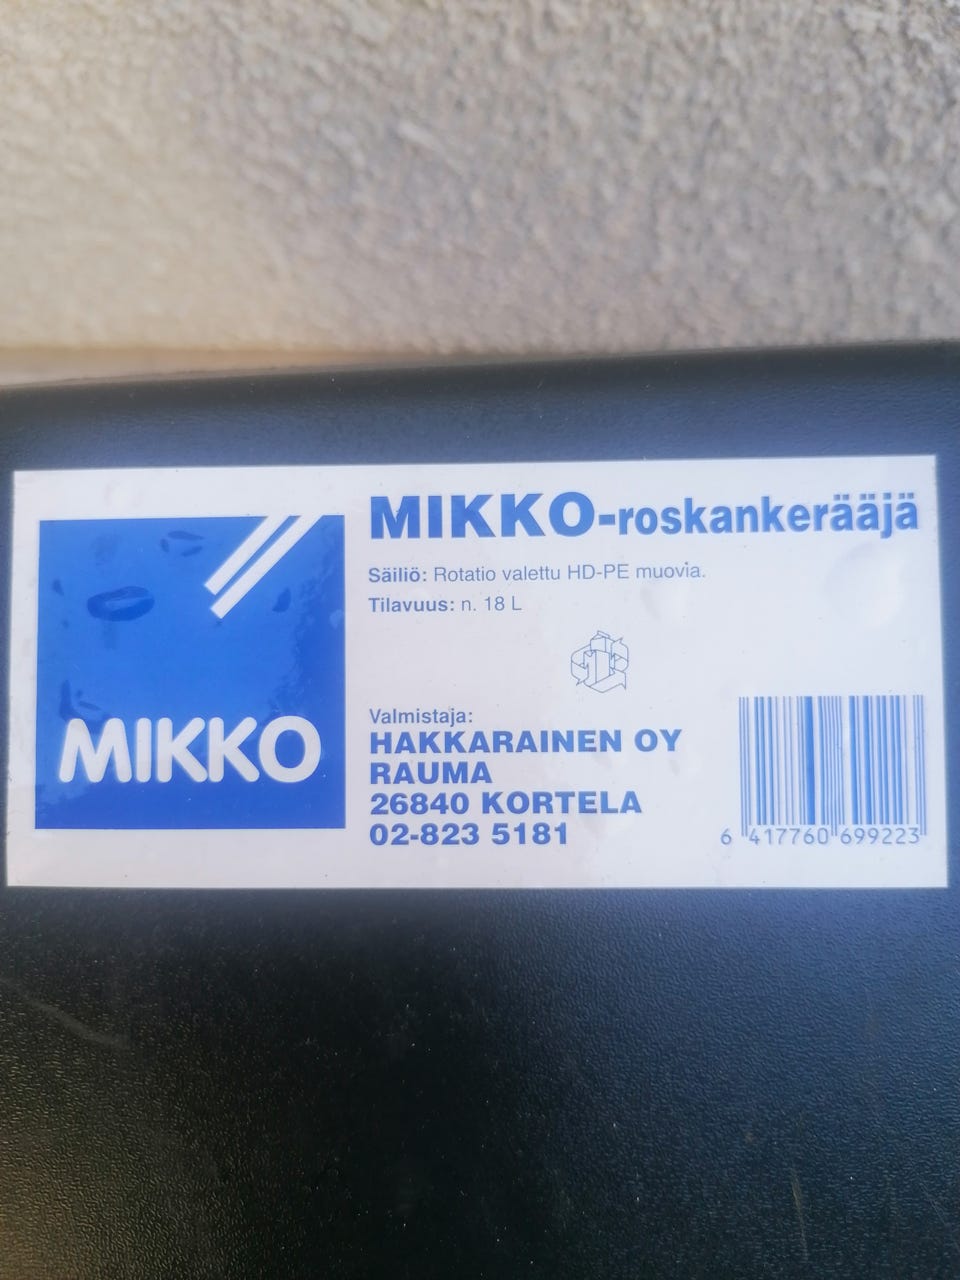 MIKKO
MIKKO-roskankerääjä
Säiliö: Rotatio valettu HD-PE muovia.
Tilavuus: n. 18 L
Valmistaja:
HAKKARAINEN OY
RAUMA
26840 KORTELA
02-823 5181
6 417760 699223